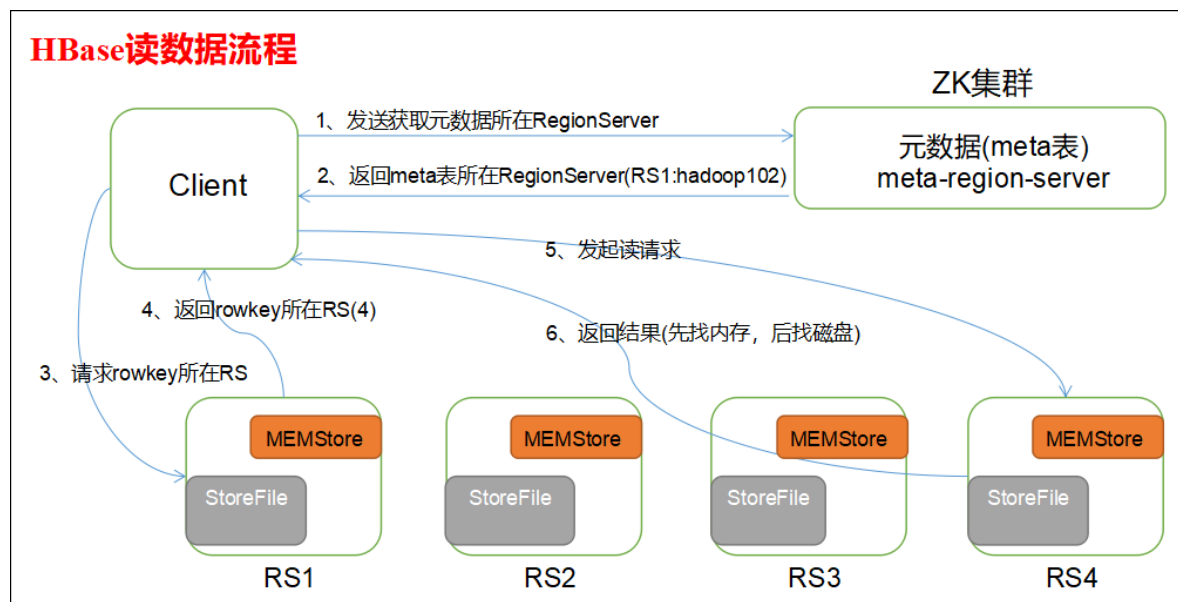 HBase读数据流程
ZK集群
1、发送获取元数据所在RegionServer
元数据(meta表)
meta-region-server
Client
2、返回meta表所在RegionServer(RS1:hadoop102)
5、发起读请求
4、返回rowkey所在RS(4)
6、返回结果(先找内存，后找磁盘)
3、请求rowkey所在RS
MEMStore
StoreFile
RS1
MEMStore
StoreFile
RS2
MEMStore
StoreFile
RS3
MEMStore
StoreFile
RS4